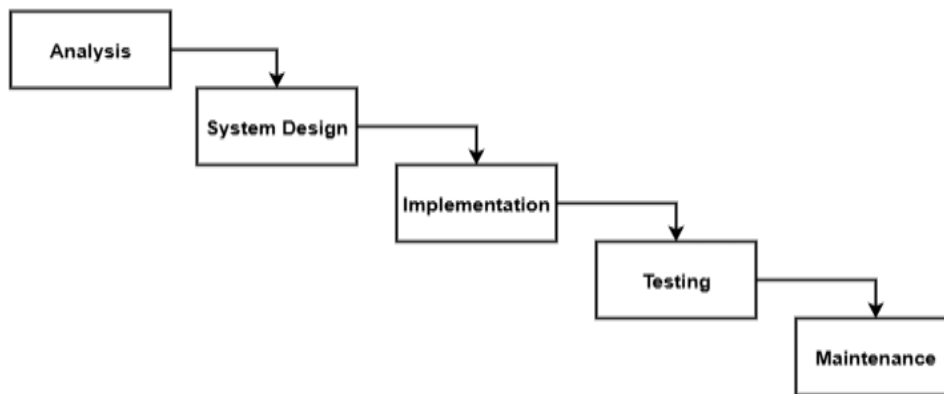 Analysis
System Design
Implementation
Testing
Maintenance